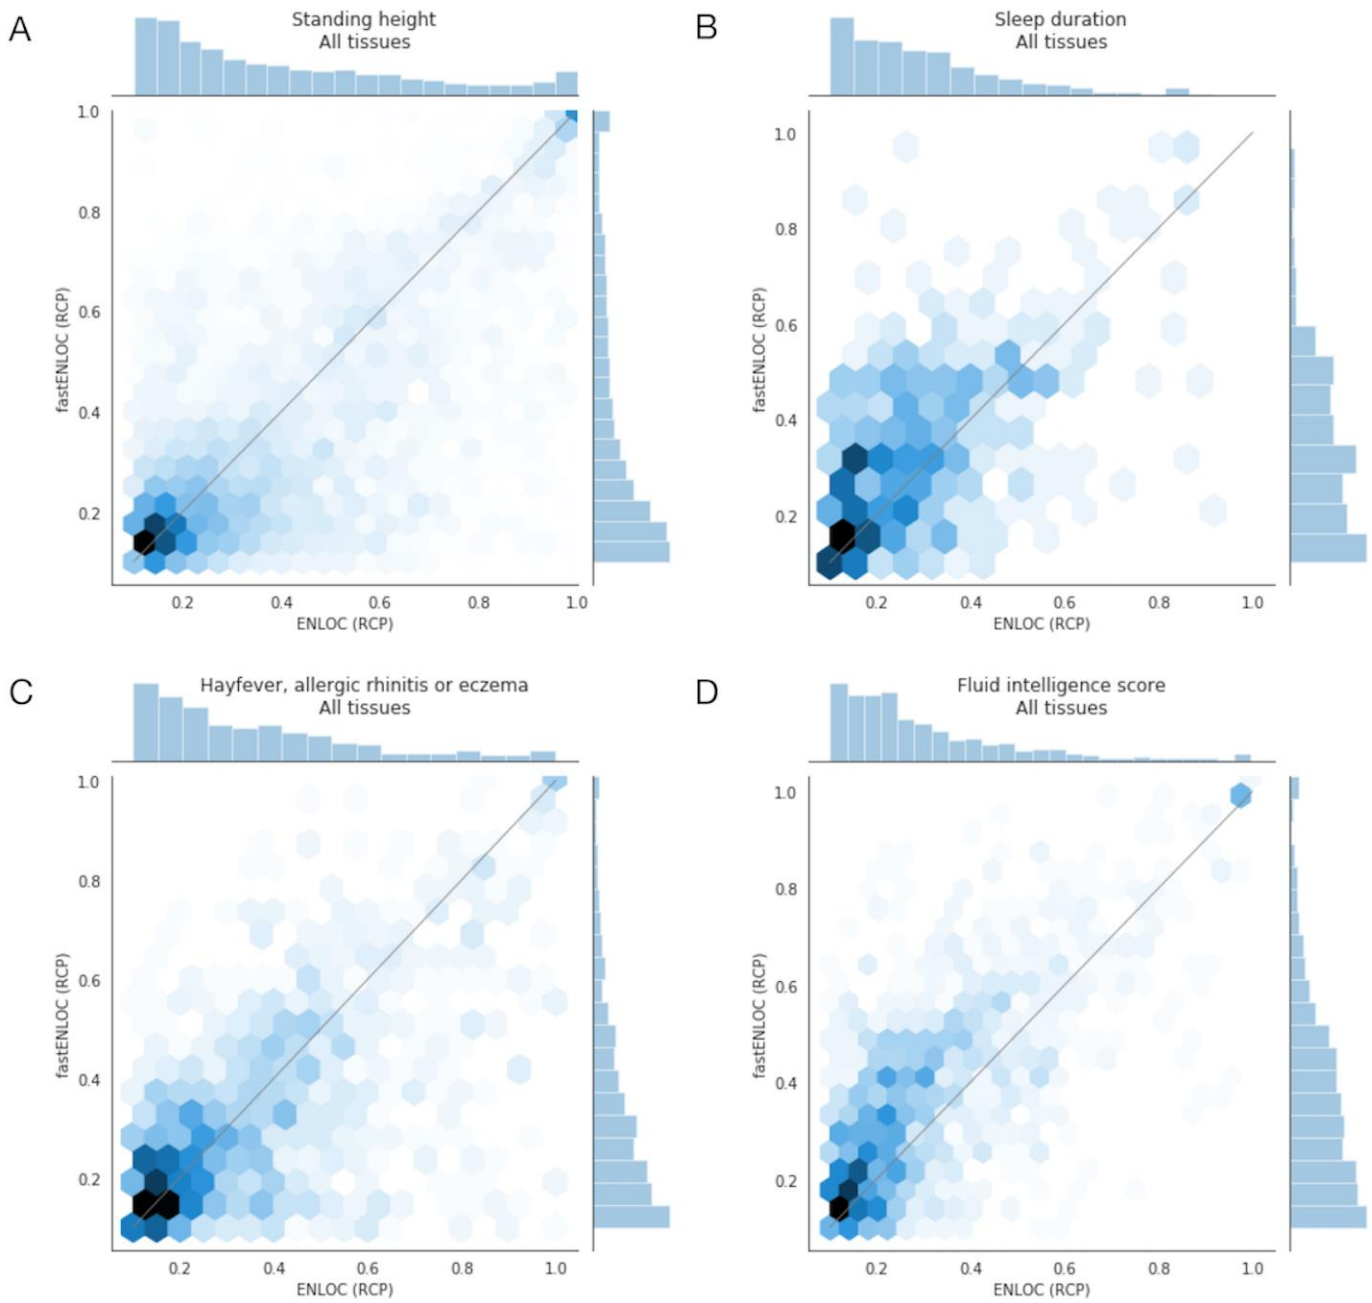 A
Standing height
All tissues
1.0
0.8
0.6
0.4
0.2
fastENLOC (RCP)
0.2 0.4 0.6 0.8 1.0
ENLOC (RCP)
B
Sleep duration
All tissues
1.0
0.8
0.6
0.4
0.2
fastENLOC (RCP)
0.2 0.4 0.6 0.8 1.0
ENLOC (RCP)
C
Hayfever, allergic rhinitis or eczema
All tissues
1.0
0.8
0.6
0.4
0.2
fastENLOC (RCP)
0.2 0.4 0.6 0.8 1.0
ENLOC (RCP)
D
Fluid intelligence score
All tissues
1.0
0.8
0.6
0.4
0.2
fastENLOC (RCP)
0.2 0.4 0.6 0.8 1.0
ENLOC (RCP)